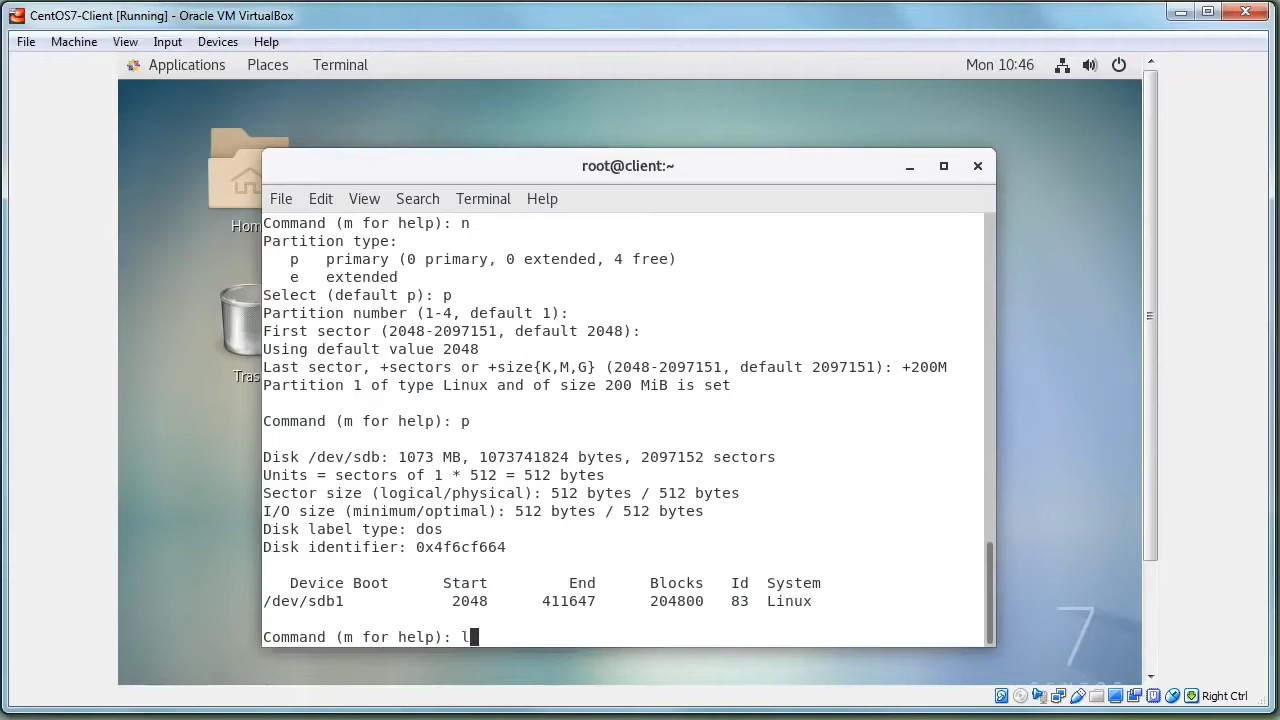 CentOS7-Client [Running] - Oracle VM VirtualBox
File Machine View Input Devices Help
Applications Places Terminal Mon 10:46
root@client:~
File Edit View Search Terminal Help
Command (m for help): n
Partition type:
p primary (0 primary, 0 extended, 4 free)
e extended
Select (default p): p
Partition number (1-4, default 1):
First sector (2048-2097151, default 2048):
Using default value 2048
Last sector, +sectors or +size{K,M,G} (2048-2097151, default 2097151): +200M
Partition 1 of type Linux and of size 200 MiB is set
Command (m for help): p
Disk /dev/sdb: 1073 MB, 1073741824 bytes, 2097152 sectors
Units = sectors of 1 * 512 = 512 bytes
Sector size (logical/physical): 512 bytes / 512 bytes
I/O size (minimum/optimal): 512 bytes / 512 bytes
Disk label type: dos
Disk identifier: 0x4f6cf664
Device Boot Start End Blocks Id System
/dev/sdb1 2048 411647 204800 83 Linux
Command (m for help): l
Hom
Tras
7
Right Ctrl